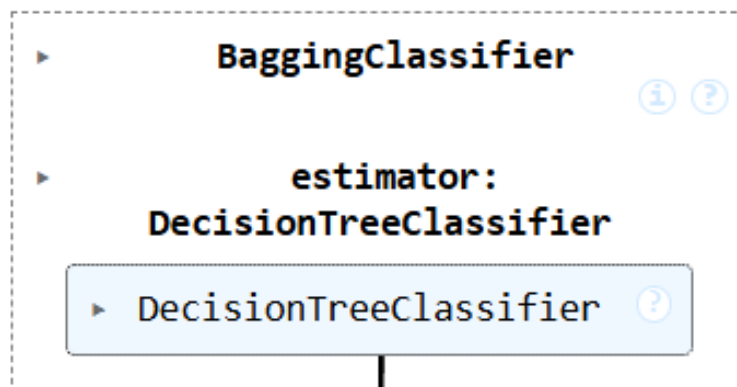 ▸ BaggingClassifier
i ?
▸ estimator:
DecisionTreeClassifier
▸ DecisionTreeClassifier ?